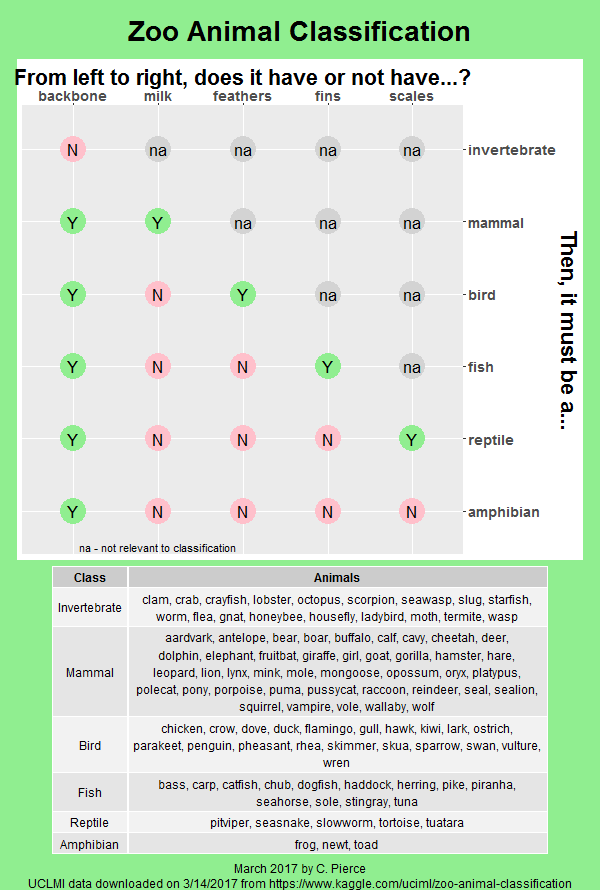 Zoo Animal Classification
From left to right, does it have or not have...?
backbone milk feathers fins scales
N na na na na invertebrate
Y Y na na na mammal
Y N Y na na bird
Y N N Y na fish
Y N N N Y reptile
Y N N N N amphibian
Then, it must be a...
na - not relevant to classification
Class Animals
Invertebrate clam, crab, crayfish, lobster, octopus, scorpion, seawasp, slug, starfish,
worm, flea, gnat, honeybee, housefly, ladybird, moth, termite, wasp
Mammal aardvark, antelope, bear, boar, buffalo, calf, cavy, cheetah, deer,
dolphin, elephant, fruitbat, giraffe, girl, goat, gorilla, hamster, hare,
leopard, lion, lynx, mink, mole, mongoose, opossum, oryx, platypus,
polecat, pony, porpoise, puma, pussycat, raccoon, reindeer, seal, sealion,
squirrel, vampire, vole, wallaby, wolf
Bird chicken, crow, dove, duck, flamingo, gull, hawk, kiwi, lark, ostrich,
parakeet, penguin, pheasant, rhea, skimmer, skua, sparrow, swan, vulture,
wren
Fish bass, carp, catfish, chub, dogfish, haddock, herring, pike, piranha,
seahorse, sole, stingray, tuna
Reptile pitviper, seasnake, slowworm, tortoise, tuatara
Amphibian frog, newt, toad
March 2017 by C. Pierce
UCLMI data downloaded on 3/14/2017 from https://www.kaggle.com/uciml/zoo-animal-classification